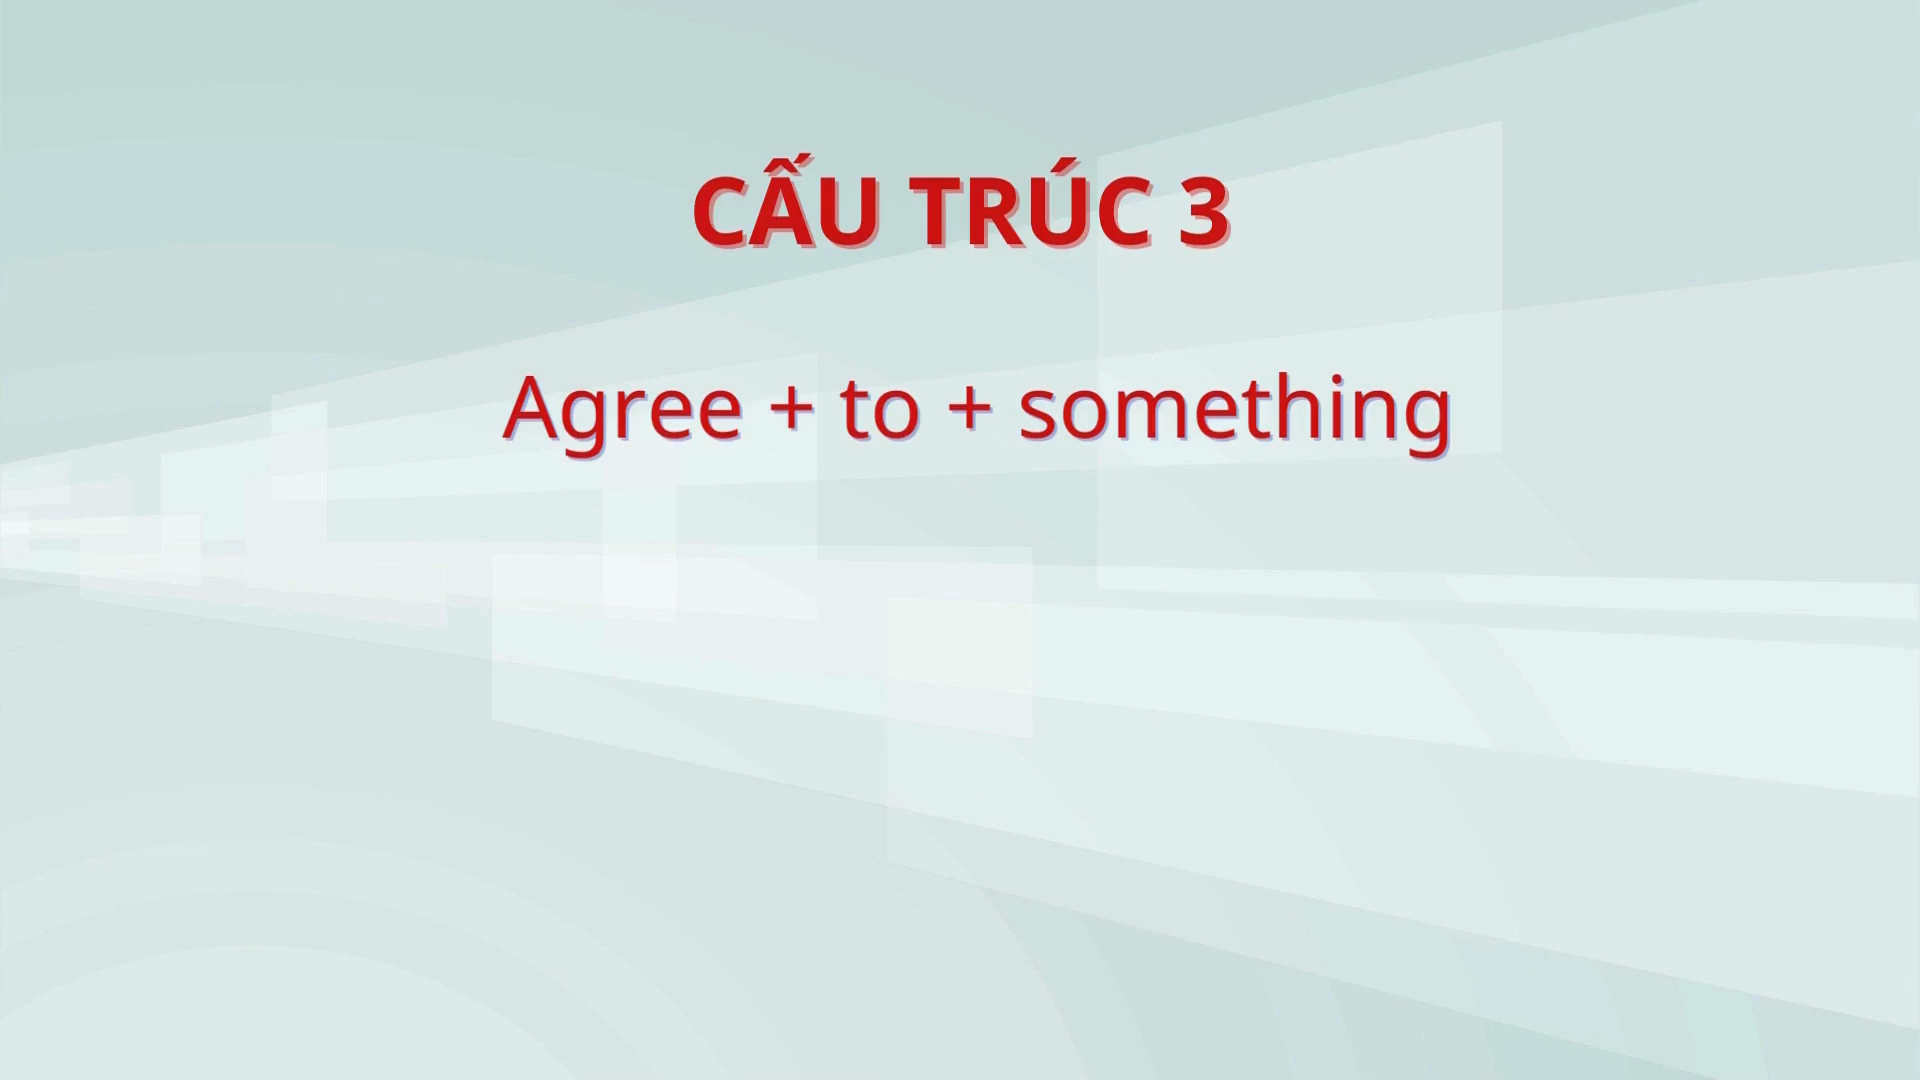 CẤU TRÚC 3
Agree + to + something